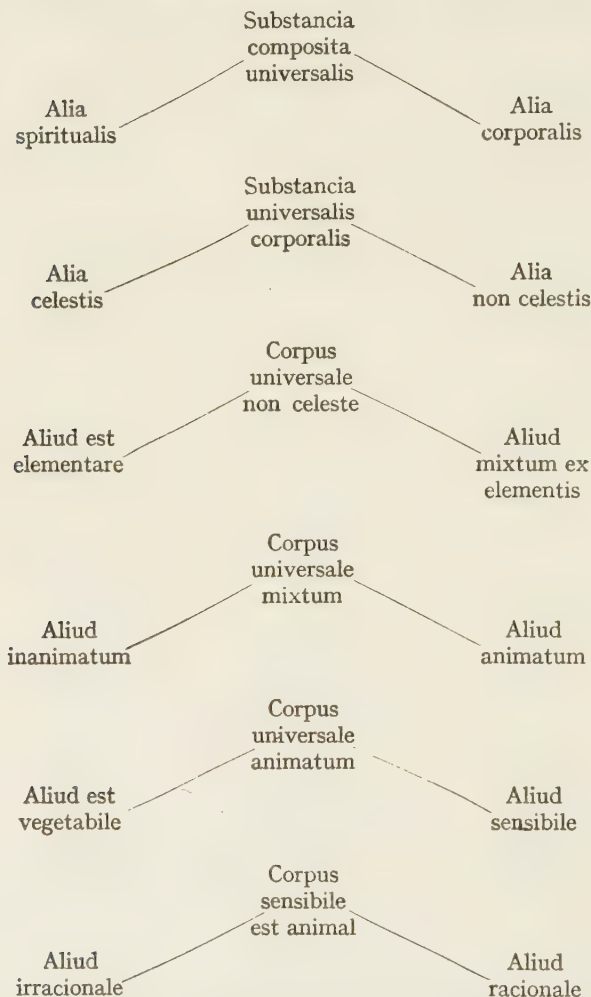 Substancia
composita
universalis
Alia
spiritualis
Alia
corporalis
Substancia
universalis
corporalis
Alia
celestis
Alia
non celestis
Corpus
universale
non celeste
Aliud est
elementare
Aliud
mixtum ex
elementis
Corpus
universale
mixtum
Aliud
inanimatum
Aliud
animatum
Corpus
universale
animatum
Aliud est
vegetabile
Aliud
sensibile
Corpus
sensibile
est animal
Aliud
irracionale
Aliud
racionale